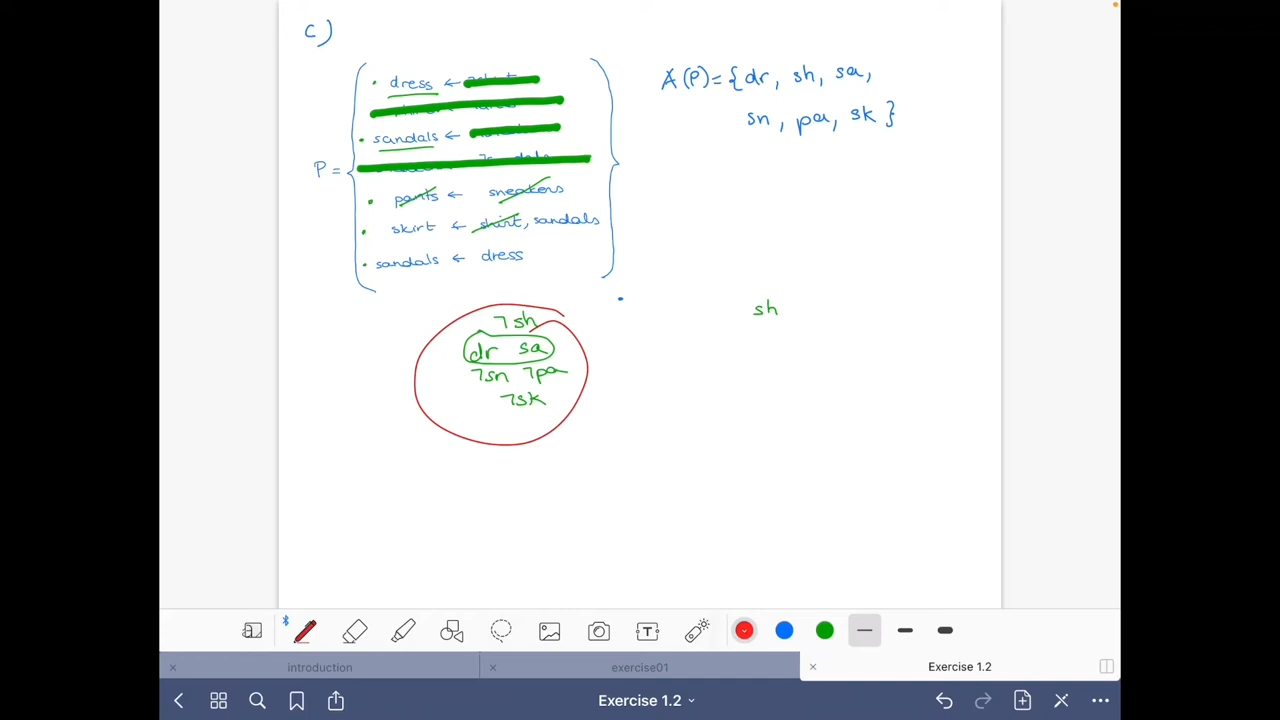 c)
dress ←
A(P) = {dr, sh, sa,
sn, pa, sk}
sandals ←
P =
pants ← sneakers
skirt ← shirt, sandals
sandals ← dress
¬sh
dr sa
¬sn ¬pa
¬sk
sh
introduction
exercise01
Exercise 1.2
Exercise 1.2